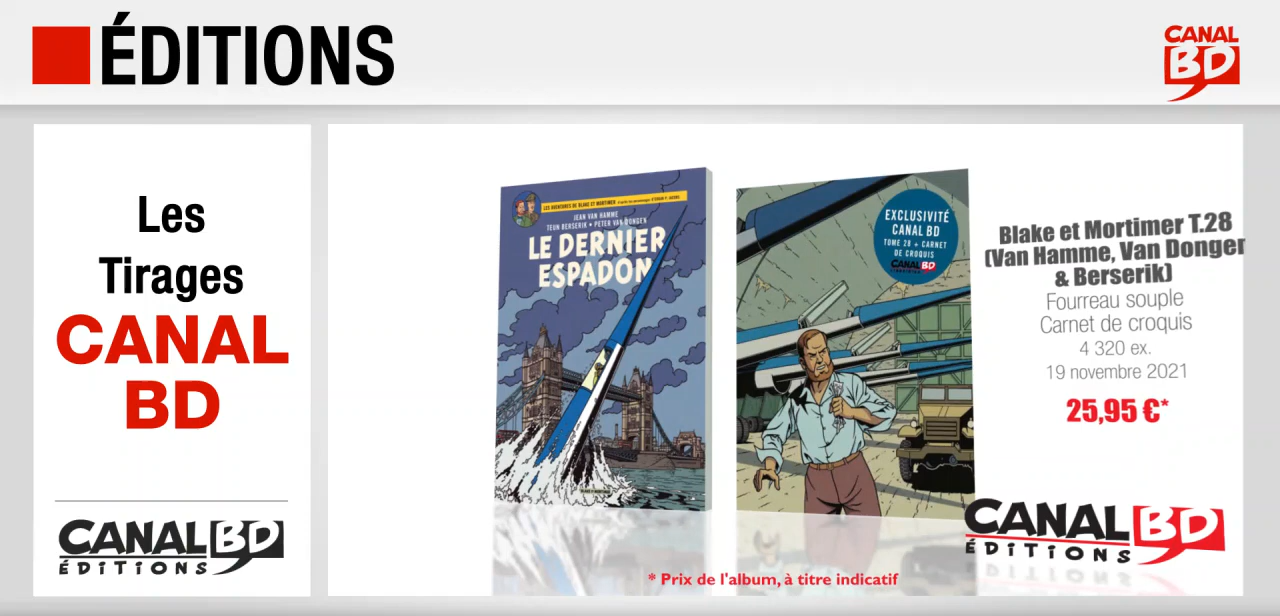 ÉDITIONS
CANAL
BD
Les
Tirages
CANAL
BD
CANAL BD
ÉDITIONS
LES AVENTURES DE BLAKE ET MORTIMER
JEAN VAN HAMME
TEUN BERSERIK • PETER VAN DONGEN
LE DERNIER
ESPADON
EXCLUSIVITÉ
CANAL BD
TOME 28 + CARNET
DE CROQUIS
CANAL BD
Blake et Mortimer T.28
(Van Hamme, Van Dongen
& Berserik)
Fourreau souple
Carnet de croquis
4 320 ex.
19 novembre 2021
25,95 €*
CANAL BD
ÉDITIONS
* Prix de l'album, à titre indicatif